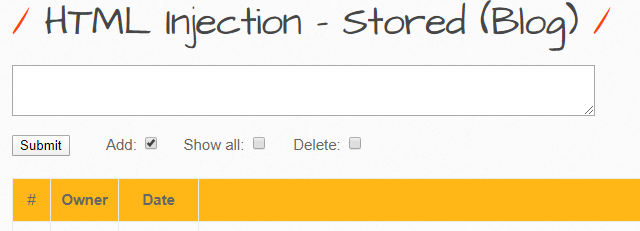 / HTML Injection - Stored (Blog) /
Submit Add: Show all: Delete:
# Owner Date